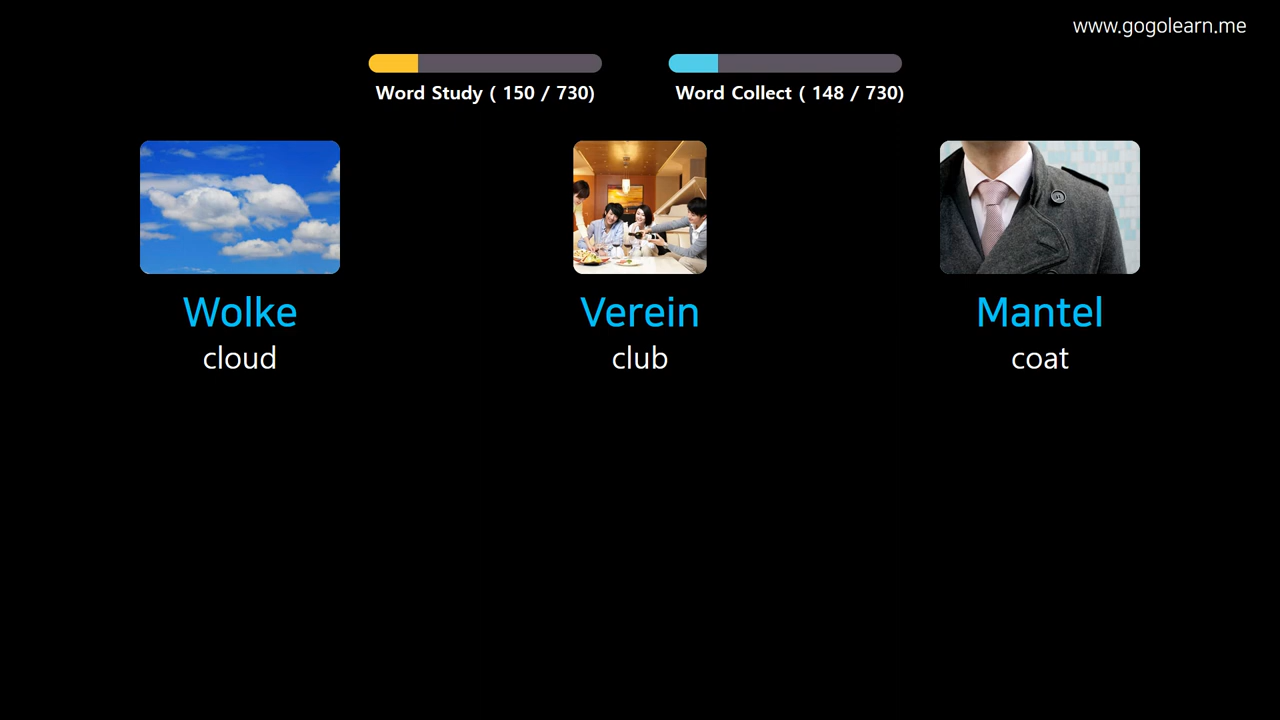 www.gogolearn.me
Word Study ( 150 / 730)
Word Collect ( 148 / 730)
Wolke
cloud
Verein
club
Mantel
coat